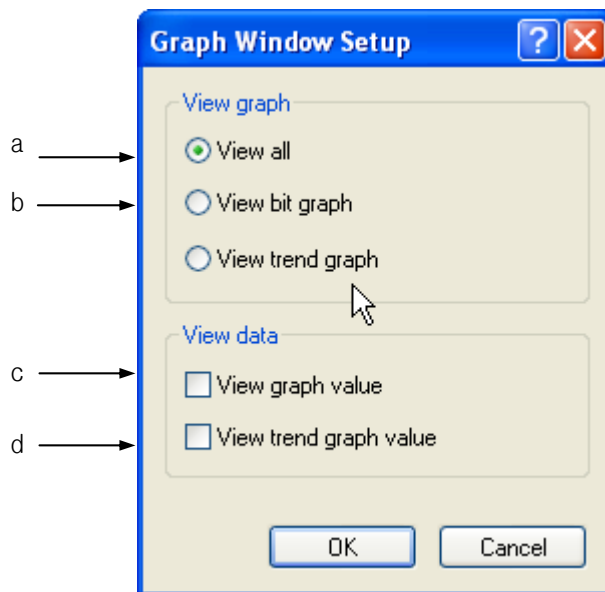 Graph Window Setup
View graph
a
View all
b
View bit graph
View trend graph
View data
c
View graph value
d
View trend graph value
OK
Cancel